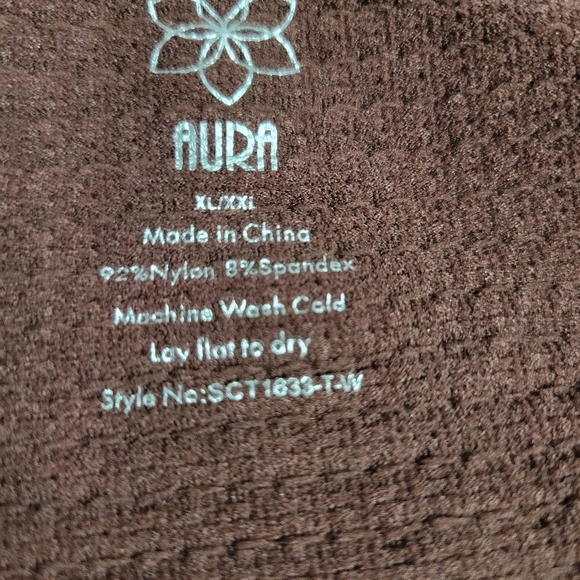 AURA
XL/XXL
Made in China
92%Nylon 8%Spandex
Machine Wash Cold
Lay flat to dry
Style No:SCT1633-T-W